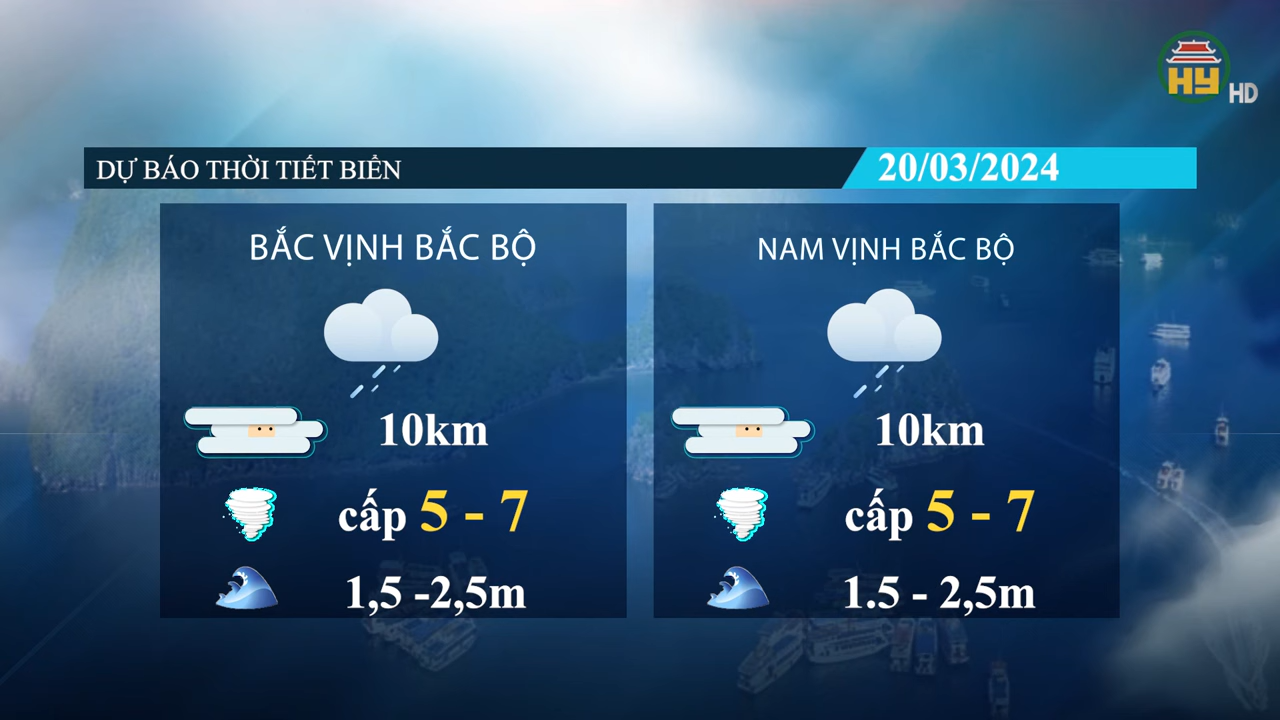 HY HD
DỰ BÁO THỜI TIẾT BIỂN 20/03/2024
BẮC VỊNH BẮC BỘ
10km
cấp 5 - 7
1,5 -2,5m
NAM VỊNH BẮC BỘ
10km
cấp 5 - 7
1.5 - 2,5m